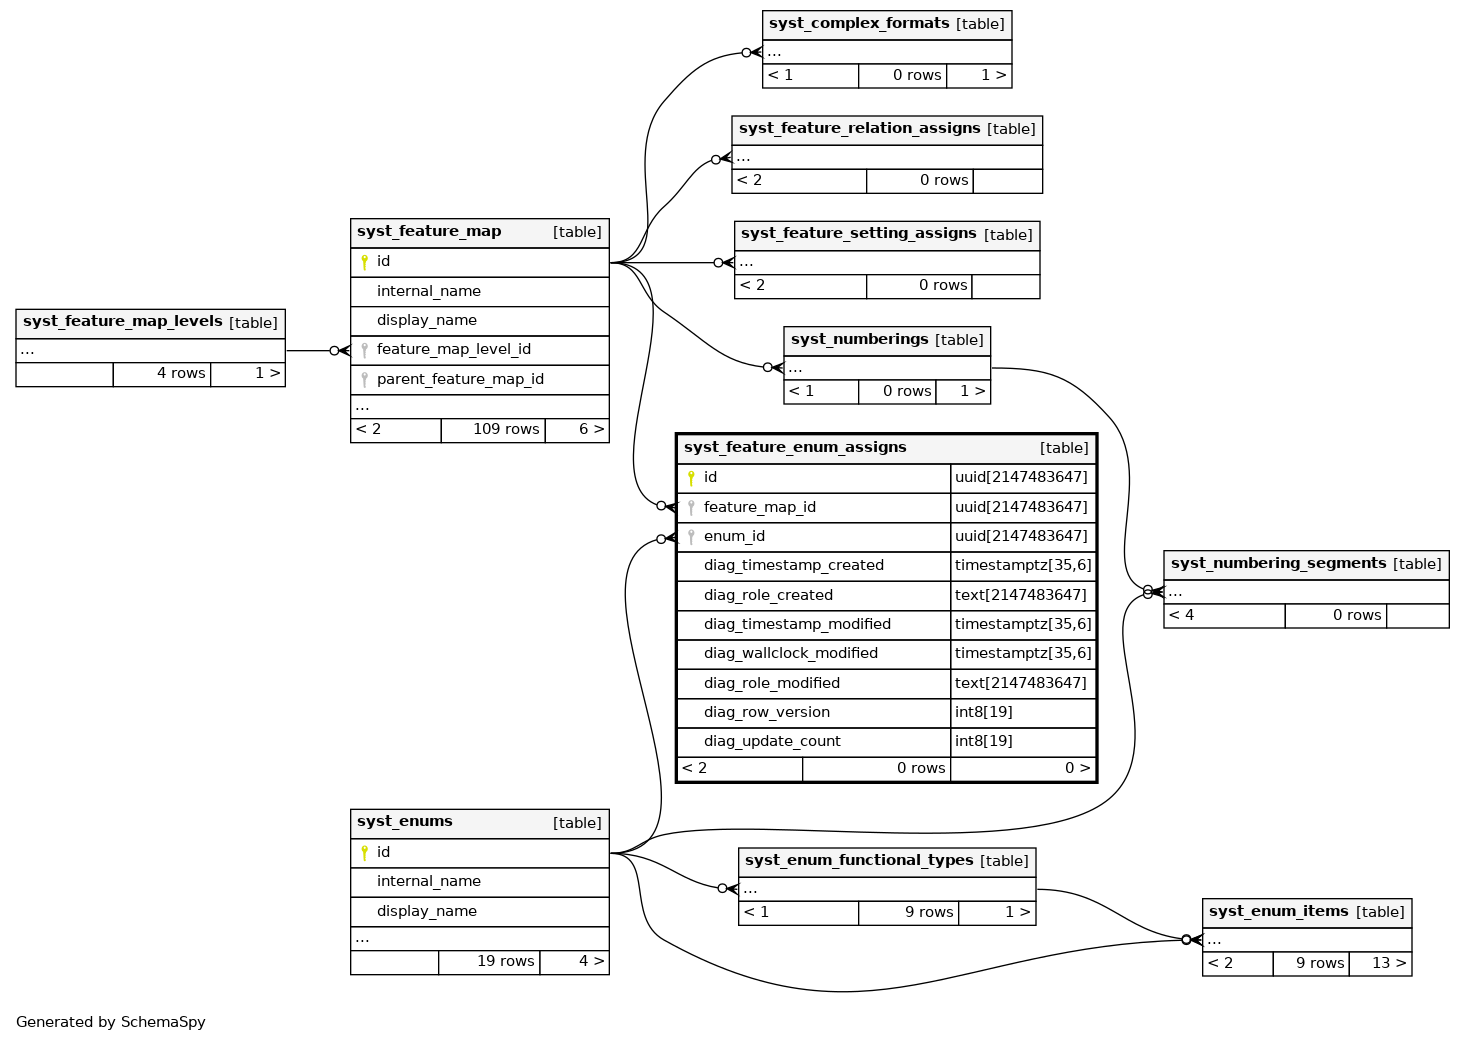 syst_complex_formats [table]
...
< 1 0 rows 1 >
syst_feature_relation_assigns [table]
...
< 2 0 rows
syst_feature_setting_assigns [table]
...
< 2 0 rows
syst_feature_map [table]
id
internal_name
display_name
feature_map_level_id
parent_feature_map_id
...
< 2 109 rows 6 >
syst_feature_map_levels [table]
...
4 rows 1 >
syst_numberings [table]
...
< 1 0 rows 1 >
syst_feature_enum_assigns [table]
id uuid[2147483647]
feature_map_id uuid[2147483647]
enum_id uuid[2147483647]
diag_timestamp_created timestamptz[35,6]
diag_role_created text[2147483647]
diag_timestamp_modified timestamptz[35,6]
diag_wallclock_modified timestamptz[35,6]
diag_role_modified text[2147483647]
diag_row_version int8[19]
diag_update_count int8[19]
< 2 0 rows 0 >
syst_numbering_segments [table]
...
< 4 0 rows
syst_enums [table]
id
internal_name
display_name
...
19 rows 4 >
syst_enum_functional_types [table]
...
< 1 9 rows 1 >
syst_enum_items [table]
...
< 2 9 rows 13 >
Generated by SchemaSpy